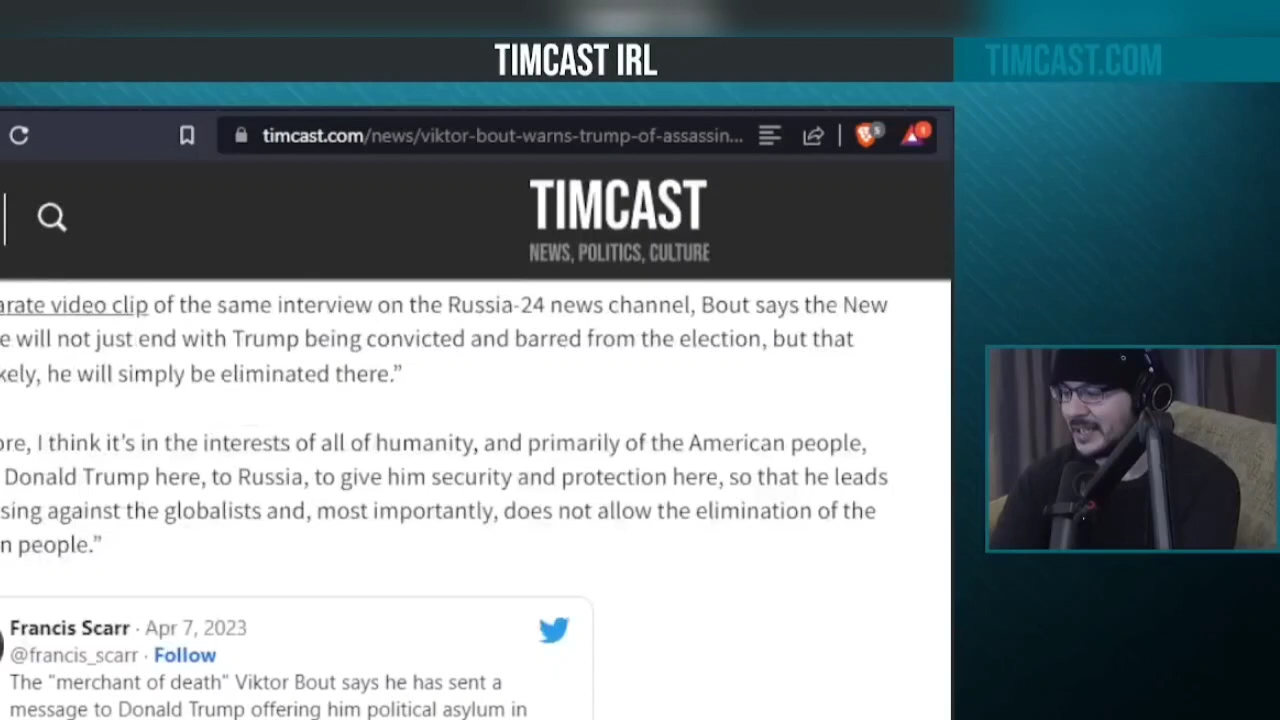 TIMCAST IRL
TIMCAST.COM
timcast.com/news/viktor-bout-warns-trump-of-assassin...
5
1
TIMCAST
NEWS, POLITICS, CULTURE
arate video clip of the same interview on the Russia-24 news channel, Bout says the New
e will not just end with Trump being convicted and barred from the election, but that
kely, he will simply be eliminated there.”
ore, I think it’s in the interests of all of humanity, and primarily of the American people,
Donald Trump here, to Russia, to give him security and protection here, so that he leads
sing against the globalists and, most importantly, does not allow the elimination of the
n people.”
Francis Scarr · Apr 7, 2023
@francis_scarr · Follow
The "merchant of death" Viktor Bout says he has sent a
message to Donald Trump offering him political asylum in